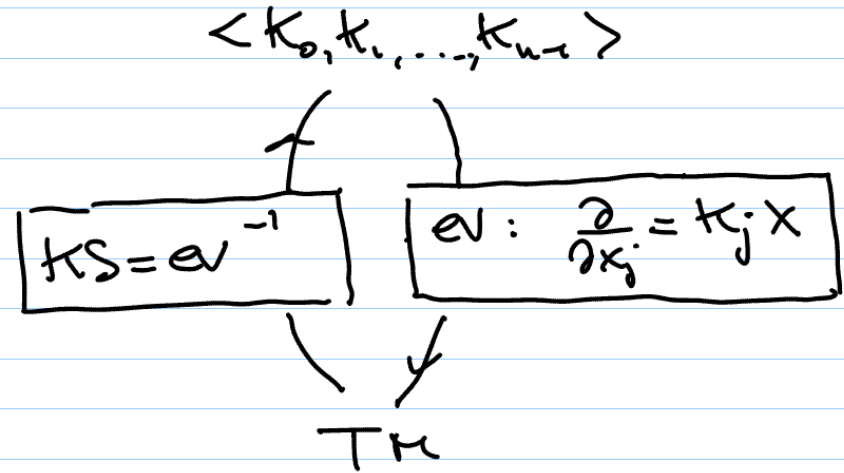 <K₀, K₁, ..., Kₙ₋₁>
KS = ev⁻¹
ev : ∂/∂xⱼ = Kⱼ X
TM